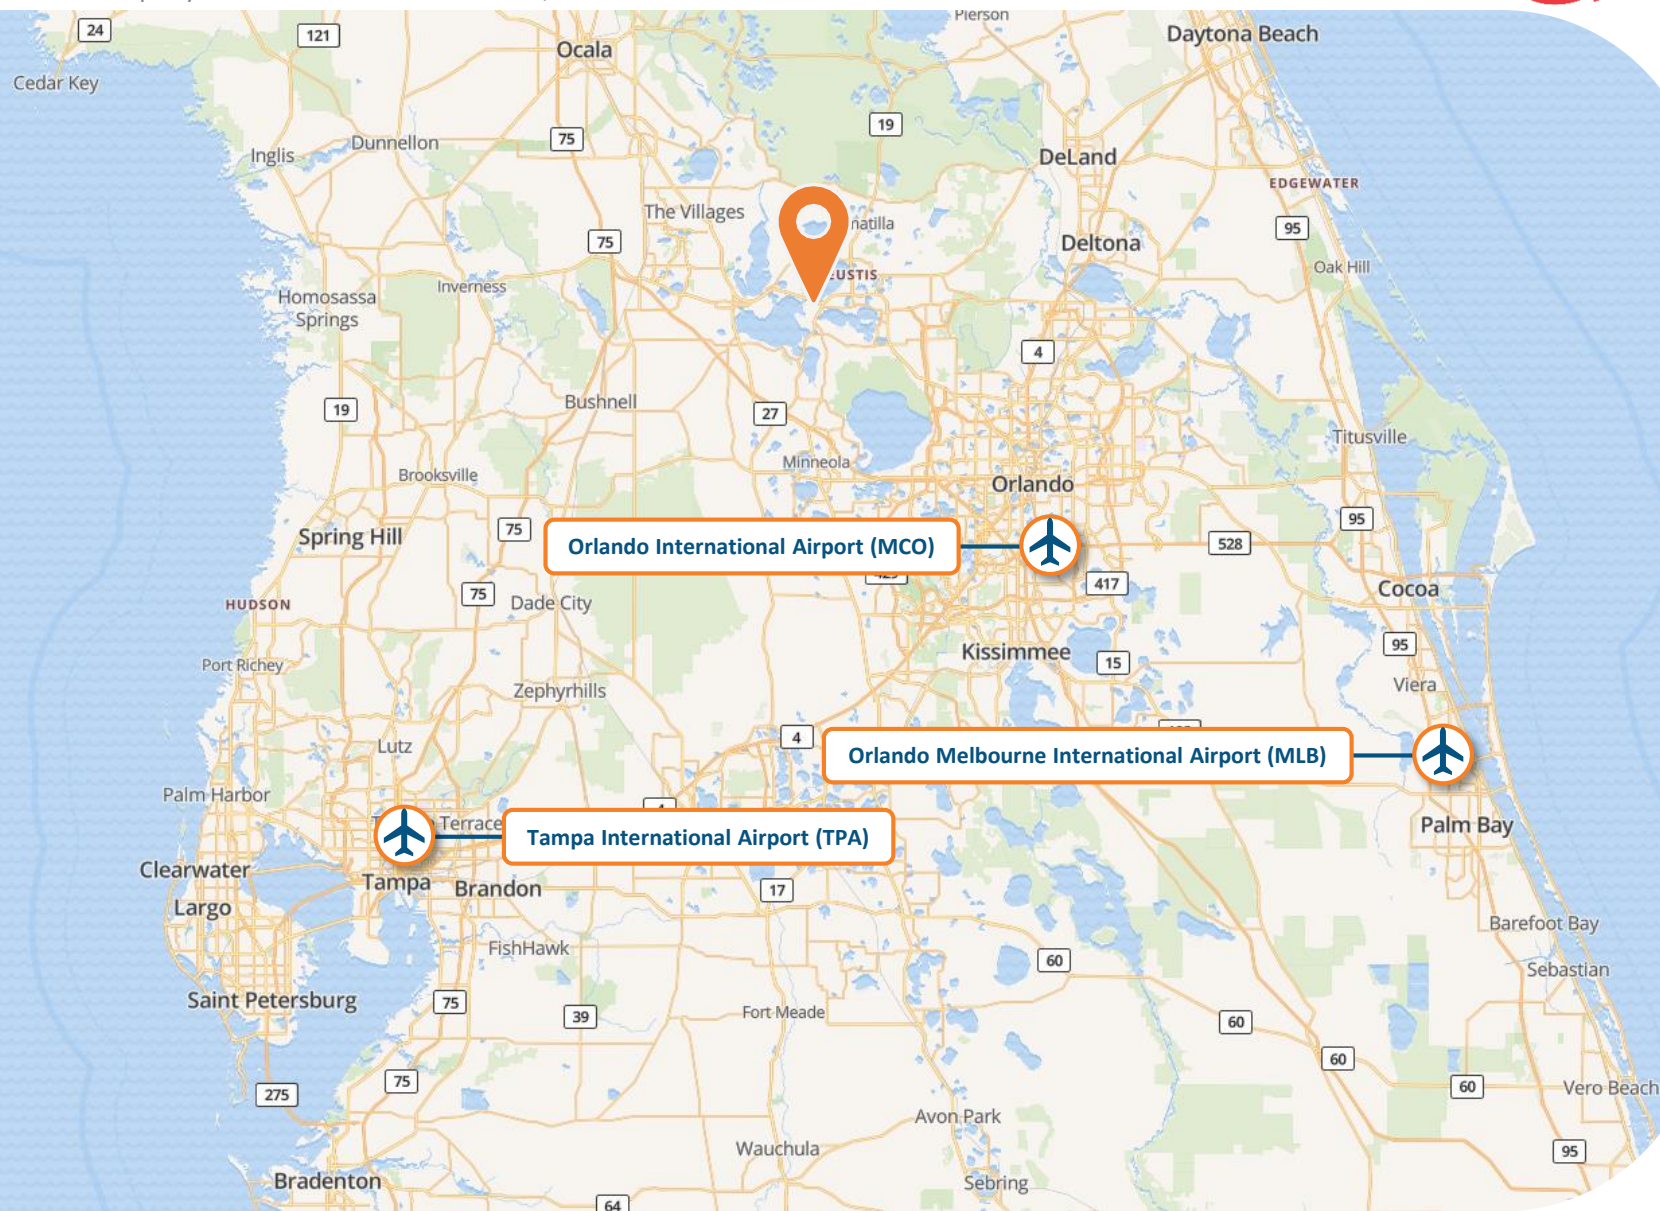 Pierson
24
121
Daytona Beach
Ocala
Cedar Key
19
75
Dunnellon
Inglis
DeLand
EDGEWATER
The Villages
natilla
95
75
Deltona
Oak Hill
EUSTIS
Inverness
Homosassa
Springs
4
Bushnell
19
27
Titusville
Minneola
Brooksville
Orlando
95
75
Spring Hill
Orlando International Airport (MCO)
528
417
Cocoa
75
Dade City
HUDSON
95
Kissimmee
15
Port Richey
Viera
Zephyrhills
4
Lutz
Orlando Melbourne International Airport (MLB)
Palm Harbor
Terrace
Tampa International Airport (TPA)
Palm Bay
Clearwater
Tampa
Brandon
17
Largo
Barefoot Bay
FishHawk
60
Sebastian
Saint Petersburg
75
39
Fort Meade
60
60
75
60
Vero Beach
275
Avon Park
Wauchula
95
Bradenton
Sebring
64